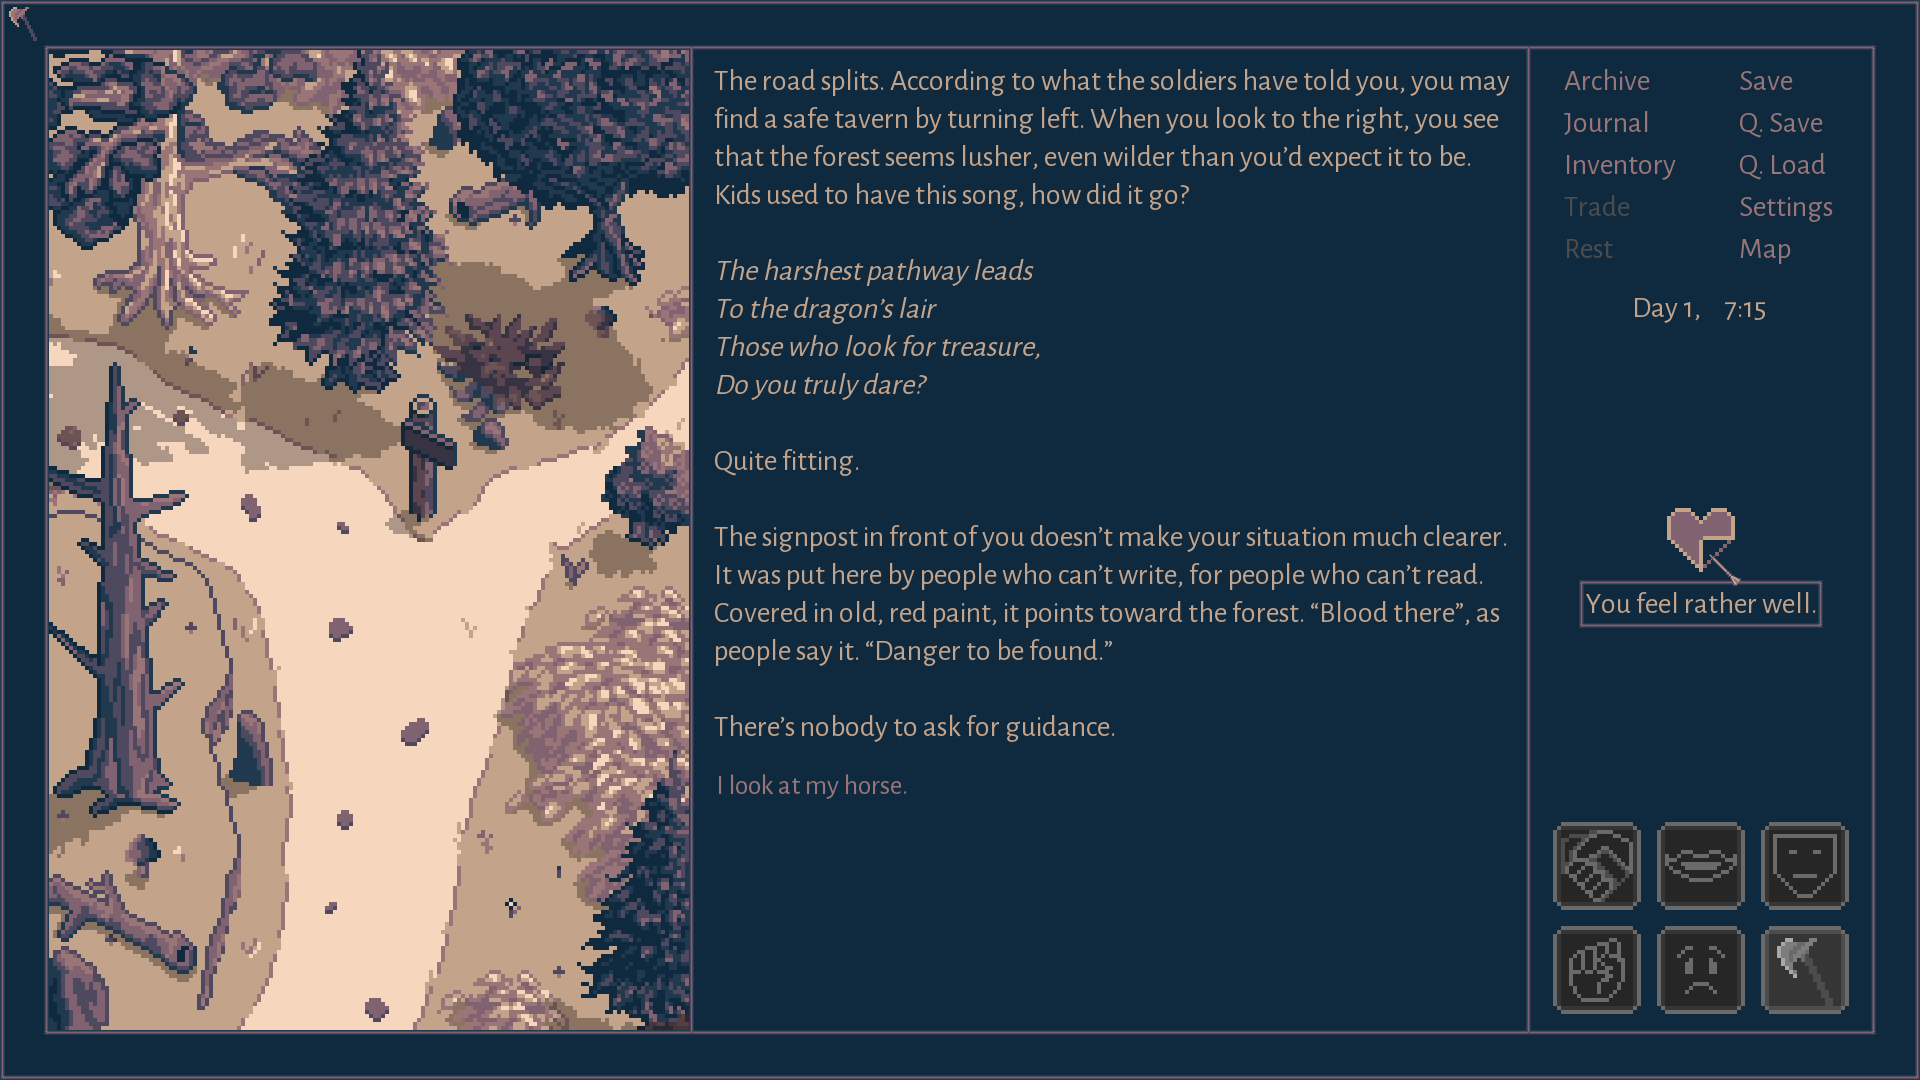 The road splits. According to what the soldiers have told you, you may
find a safe tavern by turning left. When you look to the right, you see
that the forest seems lusher, even wilder than you’d expect it to be.
Kids used to have this song, how did it go?
The harshest pathway leads
To the dragon’s lair
Those who look for treasure,
Do you truly dare?
Quite fitting.
The signpost in front of you doesn’t make your situation much clearer.
It was put here by people who can’t write, for people who can’t read.
Covered in old, red paint, it points toward the forest. “Blood there”, as
people say it. “Danger to be found.”
There’s nobody to ask for guidance.
I look at my horse.
Archive Save
Journal Q. Save
Inventory Q. Load
Trade Settings
Rest Map
Day 1, 7:15
You feel rather well.